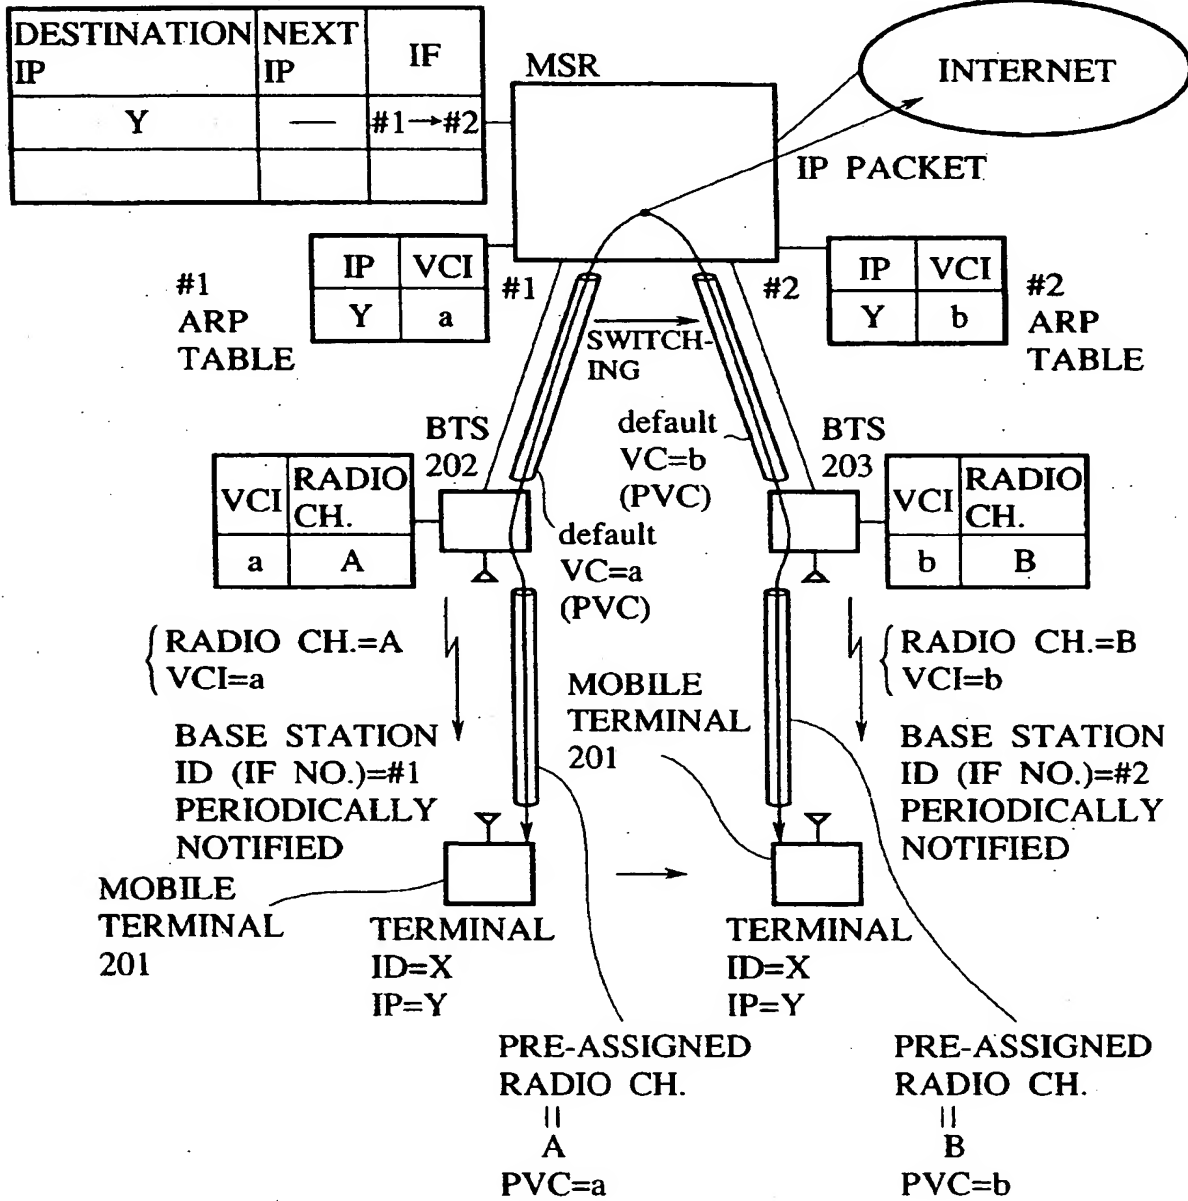 DESTINATION IP
NEXT IP
IF
Y
—
#1→#2
MSR
INTERNET
IP PACKET
#1
ARP
TABLE
IP VCI
Y a
#1
#2
IP VCI
Y b
#2
ARP
TABLE
SWITCH-
ING
BTS
202
default
VC=b
(PVC)
BTS
203
VCI
RADIO
CH.
a
A
default
VC=a
(PVC)
VCI
RADIO
CH.
b
B
RADIO CH.=A
VCI=a
RADIO CH.=B
VCI=b
MOBILE
TERMINAL
201
BASE STATION
ID (IF NO.)=#1
PERIODICALLY
NOTIFIED
BASE STATION
ID (IF NO.)=#2
PERIODICALLY
NOTIFIED
MOBILE
TERMINAL
201
TERMINAL
ID=X
IP=Y
TERMINAL
ID=X
IP=Y
PRE-ASSIGNED
RADIO CH.
||
A
PVC=a
PRE-ASSIGNED
RADIO CH.
||
B
PVC=b